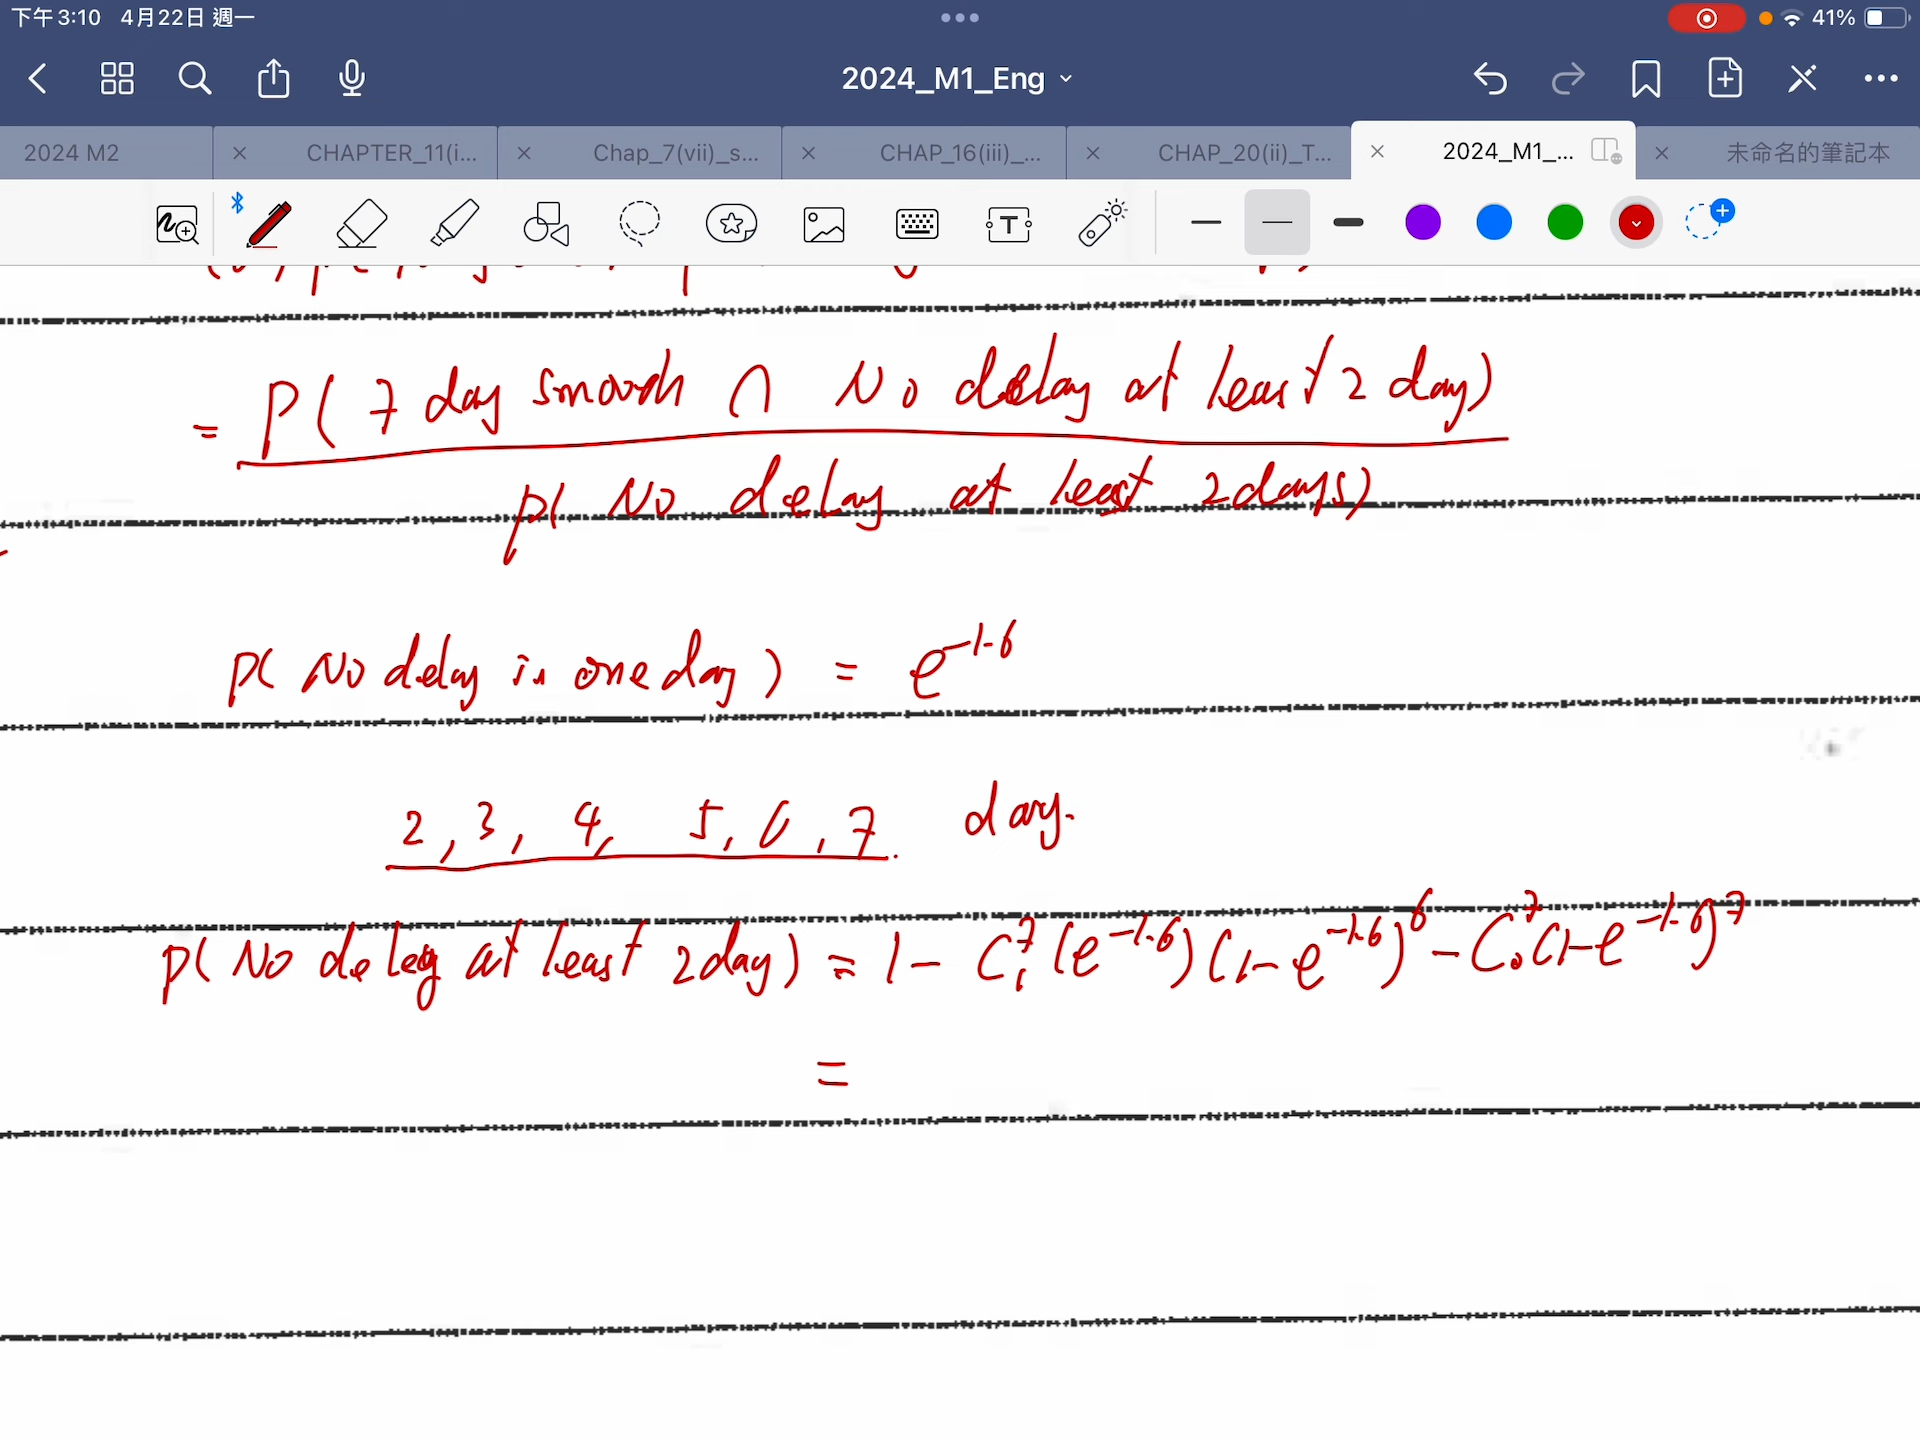 下午3:10 4月22日 週一
41%
2024_M1_Eng
2024 M2
CHAPTER_11(i...
Chap_7(vii)_s...
CHAP_16(iii)_...
CHAP_20(ii)_T...
2024_M1_...
未命名的筆記本
= P( 7 day smooth ∩ No delay at least 2 day)
P( No delay at least 2 days)
P( No delay in one day ) = e^-1.6
2, 3, 4, 5, 6, 7. day.
P( No delay at least 2 day) = 1 - C₁⁷ (e^-1.6) (1-e^-1.6)^6 - C₀⁷ (1-e^-1.6)^7
=